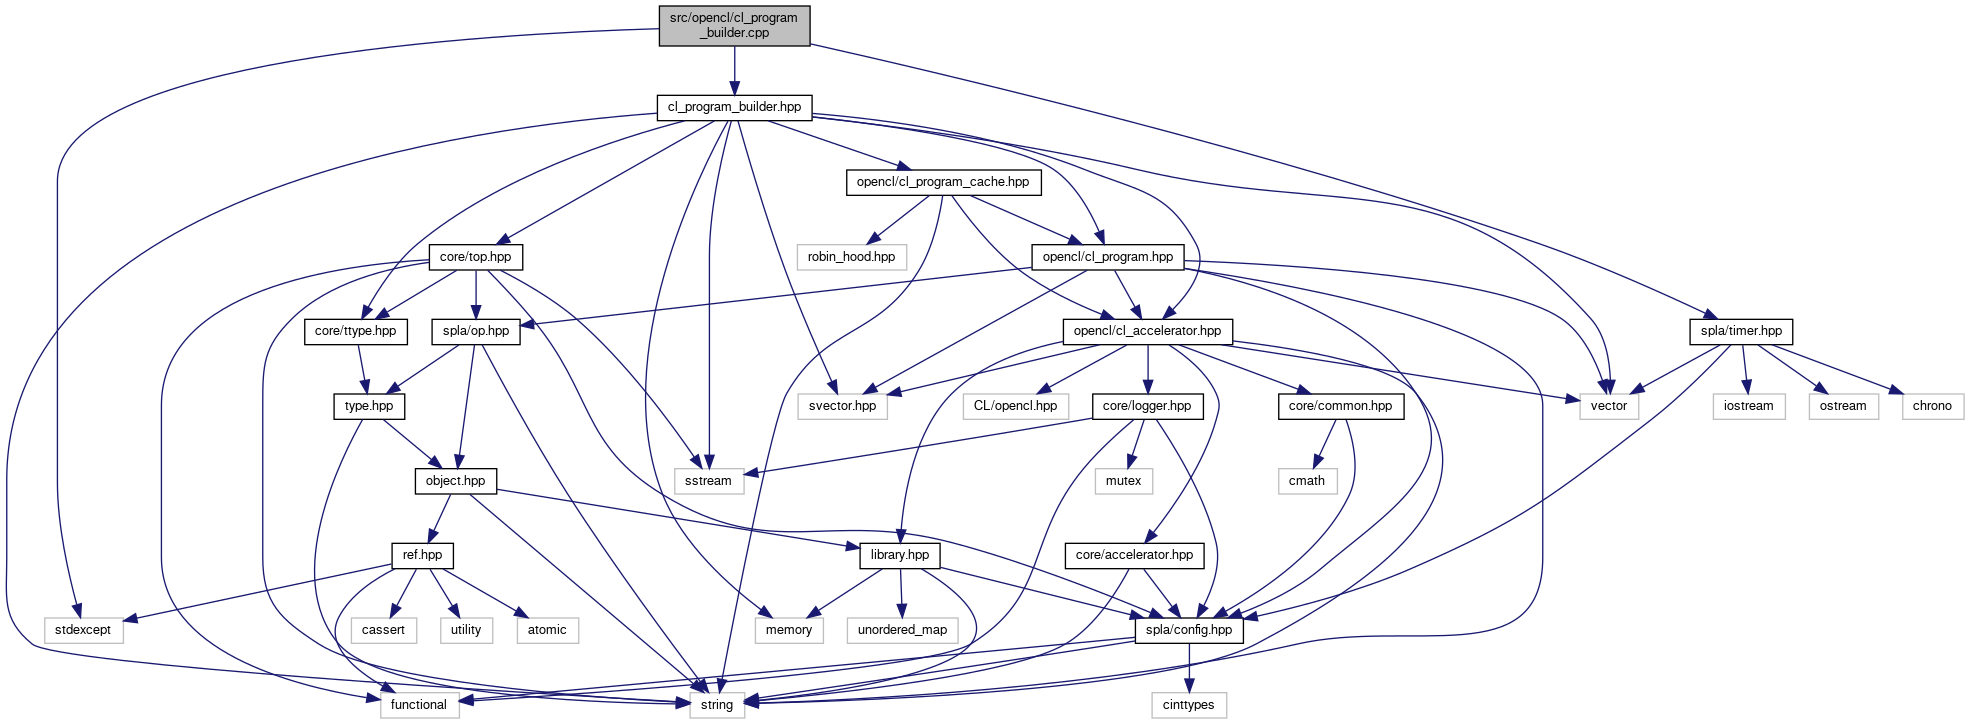 src/opencl/cl_program
_builder.cpp
cl_program_builder.hpp
opencl/cl_program_cache.hpp
core/top.hpp
robin_hood.hpp
opencl/cl_program.hpp
core/ttype.hpp
spla/op.hpp
opencl/cl_accelerator.hpp
spla/timer.hpp
type.hpp
svector.hpp
CL/opencl.hpp
core/logger.hpp
core/common.hpp
vector
iostream
ostream
chrono
object.hpp
sstream
mutex
cmath
ref.hpp
library.hpp
core/accelerator.hpp
stdexcept
cassert
utility
atomic
memory
unordered_map
spla/config.hpp
functional
string
cinttypes